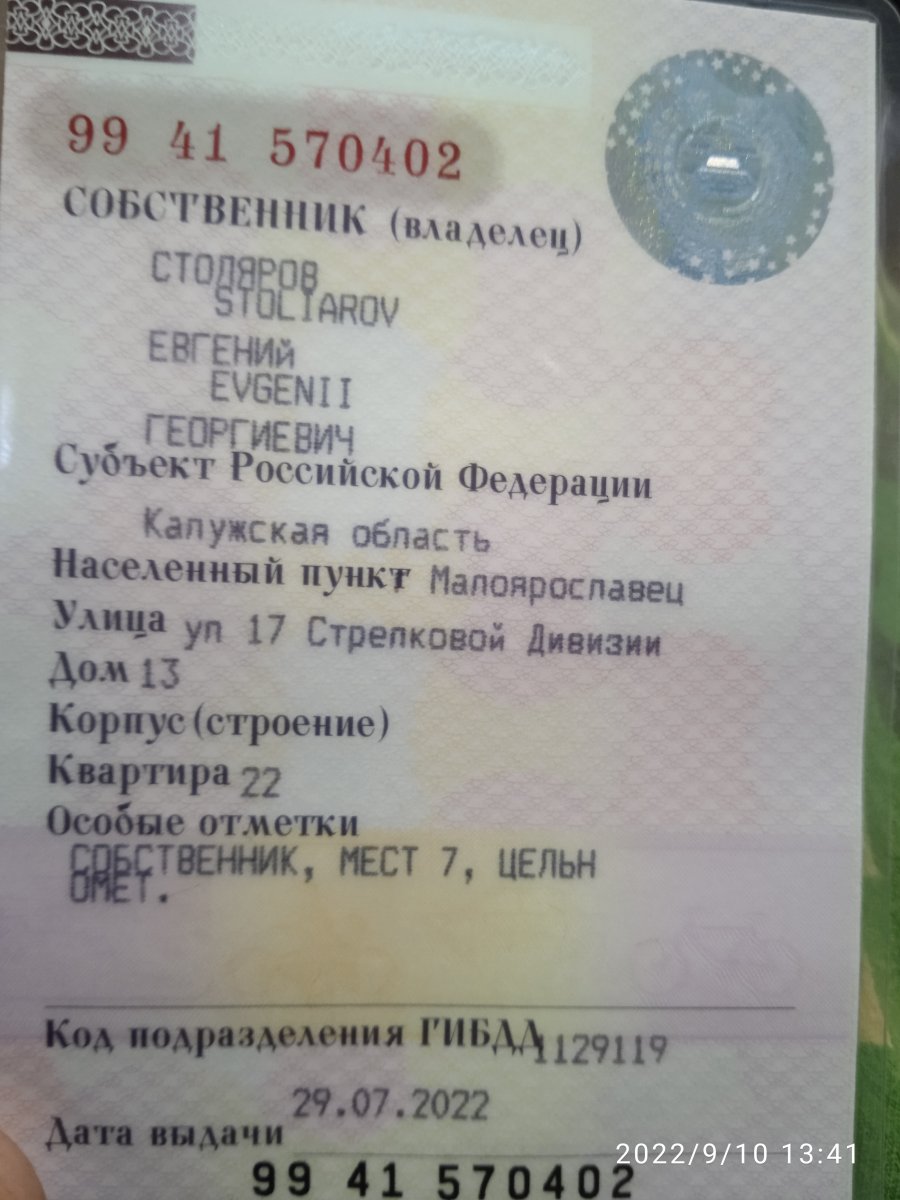 99 41 570402
СОБСТВЕННИК (владелец)
СТОЛЯРОВ
STOLIAROV
ЕВГЕНИЙ
EVGENII
ГЕОРГИЕВИЧ
Субъект Российской Федерации
Калужская область
Населенный пункт Малоярославец
Улица ул 17 Стрелковой Дивизии
Дом 13
Корпус (строение)
Квартира 22
Особые отметки
СОБСТВЕННИК, МЕСТ 7, ЦЕЛЬН
ОМЕТ.
Код подразделения ГИБДД 1129119
29.07.2022
Дата выдачи
2022/9/10 13:41
99 41 570402